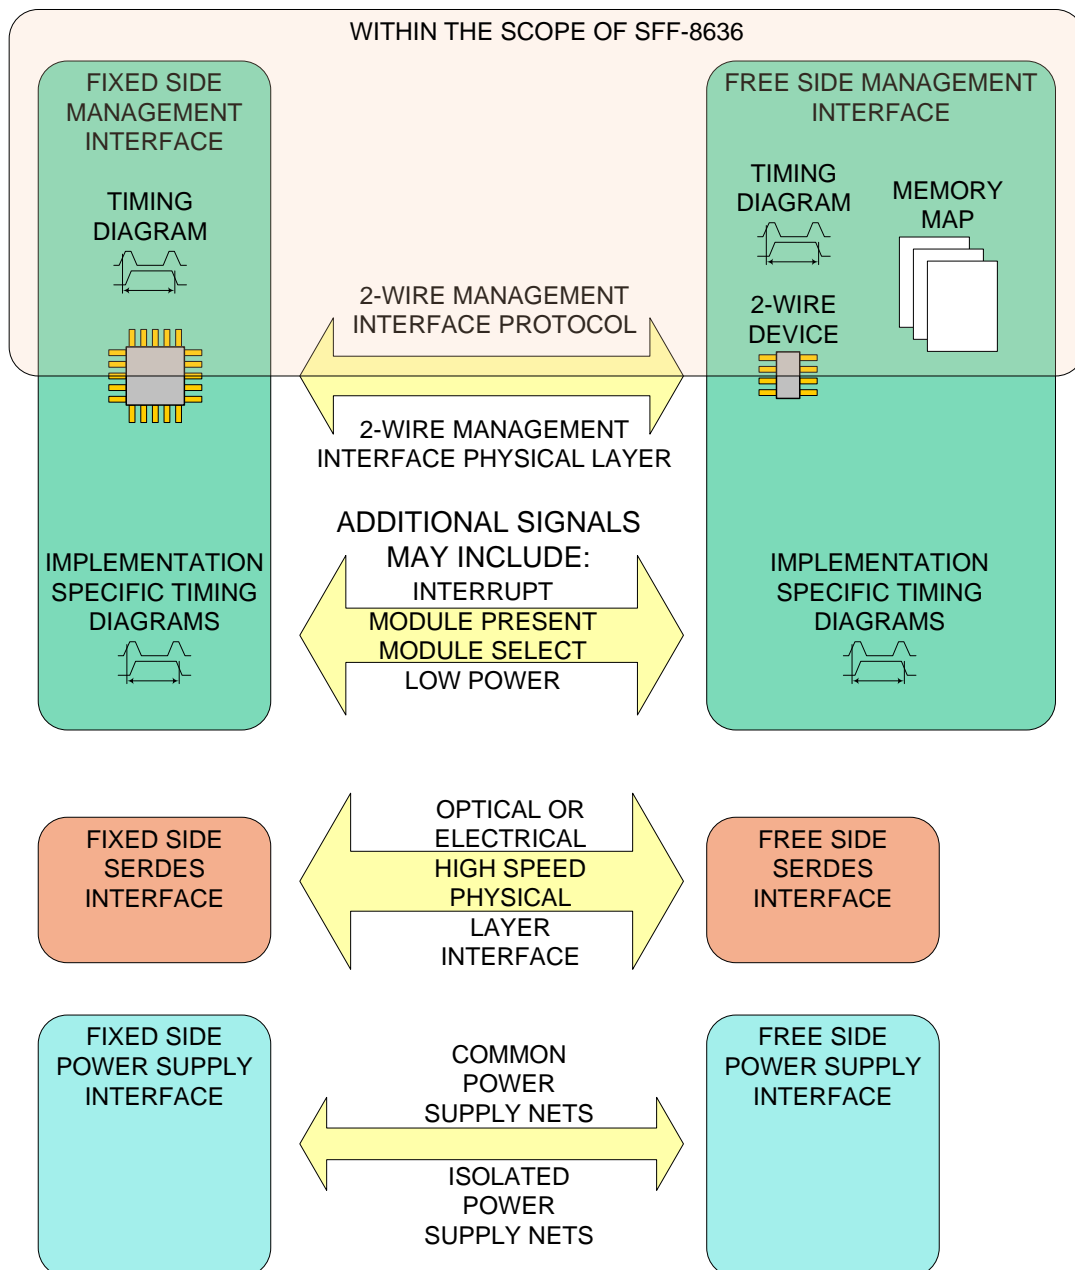 WITHIN THE SCOPE OF SFF-8636
FIXED SIDE
MANAGEMENT
INTERFACE
TIMING
DIAGRAM
FREE SIDE MANAGEMENT
INTERFACE
TIMING
DIAGRAM
MEMORY
MAP
2-WIRE
DEVICE
2-WIRE MANAGEMENT
INTERFACE PROTOCOL
2-WIRE MANAGEMENT
INTERFACE PHYSICAL LAYER
IMPLEMENTATION
SPECIFIC TIMING
DIAGRAMS
ADDITIONAL SIGNALS
MAY INCLUDE:
INTERRUPT
MODULE PRESENT
MODULE SELECT
LOW POWER
IMPLEMENTATION
SPECIFIC TIMING
DIAGRAMS
FIXED SIDE
SERDES
INTERFACE
OPTICAL OR
ELECTRICAL
HIGH SPEED
PHYSICAL
LAYER
INTERFACE
FREE SIDE
SERDES
INTERFACE
FIXED SIDE
POWER SUPPLY
INTERFACE
COMMON
POWER
SUPPLY NETS
ISOLATED
POWER
SUPPLY NETS
FREE SIDE
POWER SUPPLY
INTERFACE